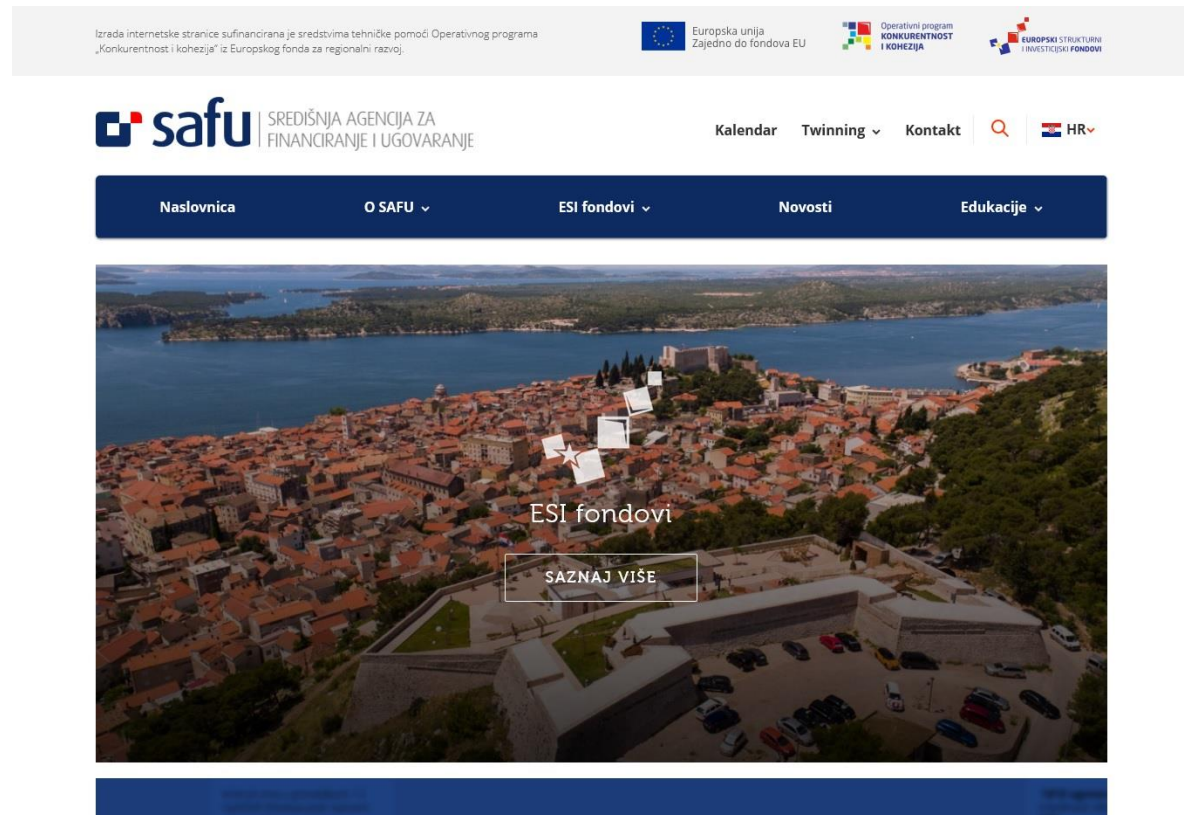 Izrada internetske stranice sufinancirana je sredstvima tehničke pomoći Operativnog programa
„Konkurentnost i kohezija“ iz Europskog fonda za regionalni razvoj.
Europska unija
Zajedno do fondova EU
Operativni program
KONKURENTNOST
I KOHEZIJA
EUROPSKI STRUKTURNI
I INVESTICIJSKI FONDOVI
safu
SREDIŠNJA AGENCIJA ZA
FINANCIRANJE I UGOVARANJE
Kalendar Twinning Kontakt HR
Naslovnica O SAFU ESI fondovi Novosti Edukacije
ESI fondovi
SAZNAJ VIŠE